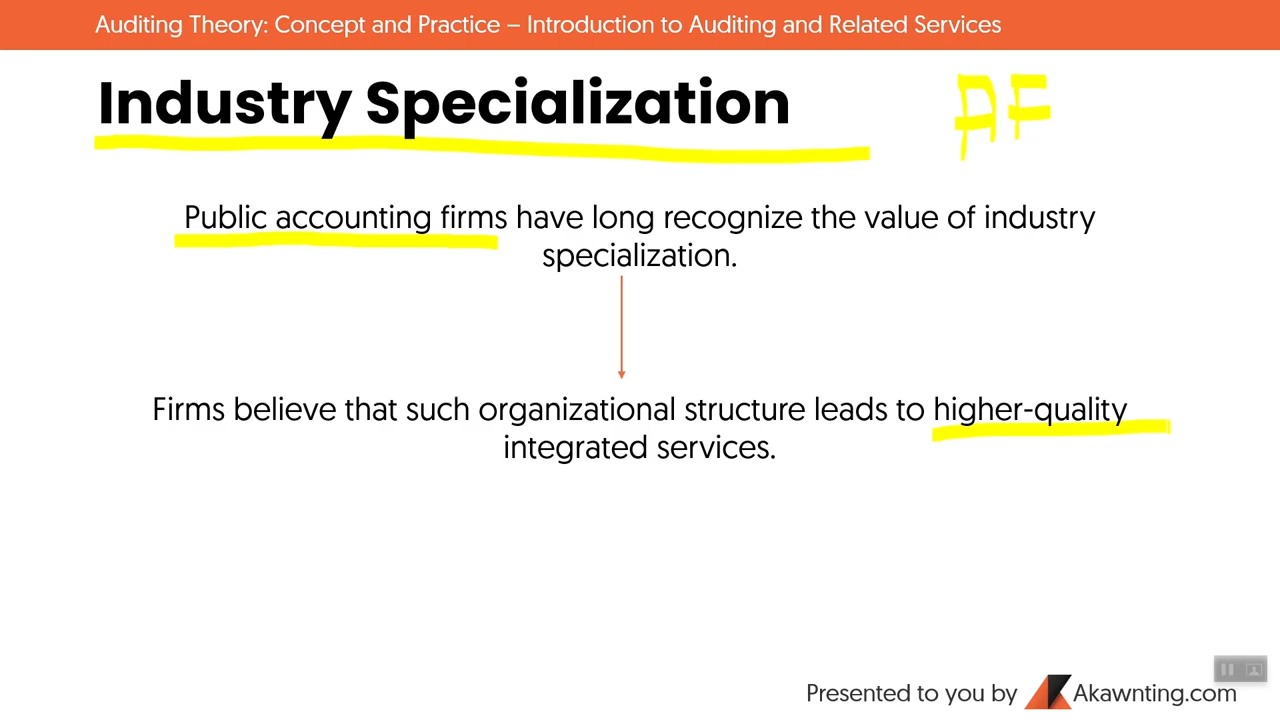 Auditing Theory: Concept and Practice – Introduction to Auditing and Related Services
Industry Specialization
AF
Public accounting firms have long recognize the value of industry
specialization.
Firms believe that such organizational structure leads to higher-quality
integrated services.
Presented to you by Akawnting.com